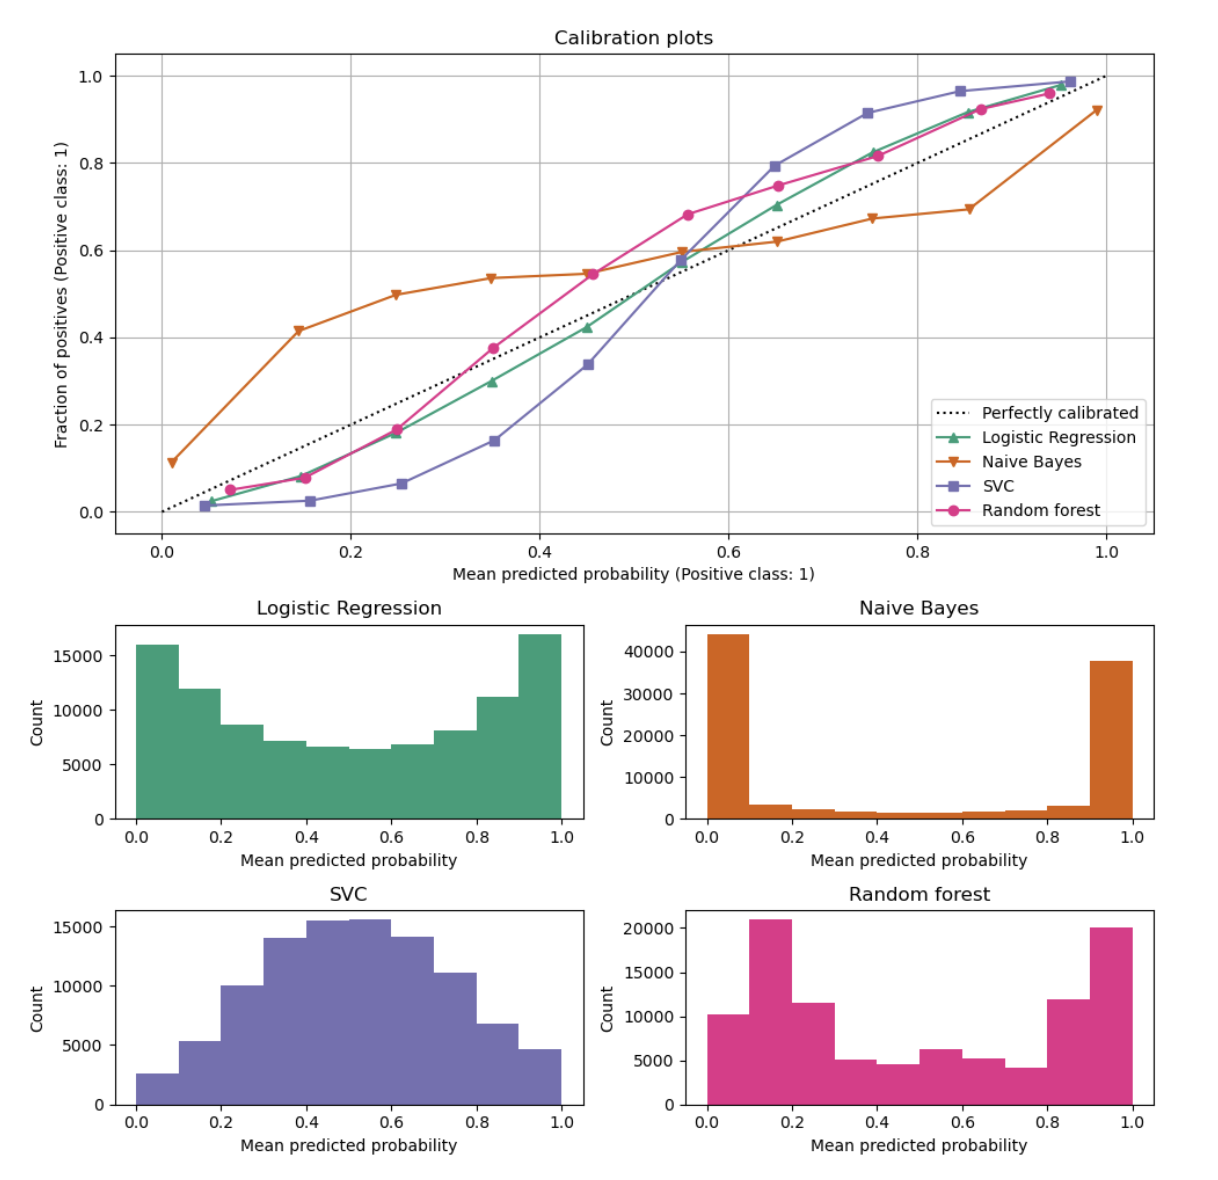 Calibration plots
1.0
0.8
0.6
0.4
0.2
0.0
Fraction of positives (Positive class: 1)
Perfectly calibrated
Logistic Regression
Naive Bayes
SVC
Random forest
0.0 0.2 0.4 0.6 0.8 1.0
Mean predicted probability (Positive class: 1)
Logistic Regression
15000
10000
5000
0
Count
0.0 0.2 0.4 0.6 0.8 1.0
Mean predicted probability
Naive Bayes
40000
30000
20000
10000
0
Count
0.0 0.2 0.4 0.6 0.8 1.0
Mean predicted probability
SVC
15000
10000
5000
0
Count
0.0 0.2 0.4 0.6 0.8 1.0
Mean predicted probability
Random forest
20000
15000
10000
5000
0
Count
0.0 0.2 0.4 0.6 0.8 1.0
Mean predicted probability